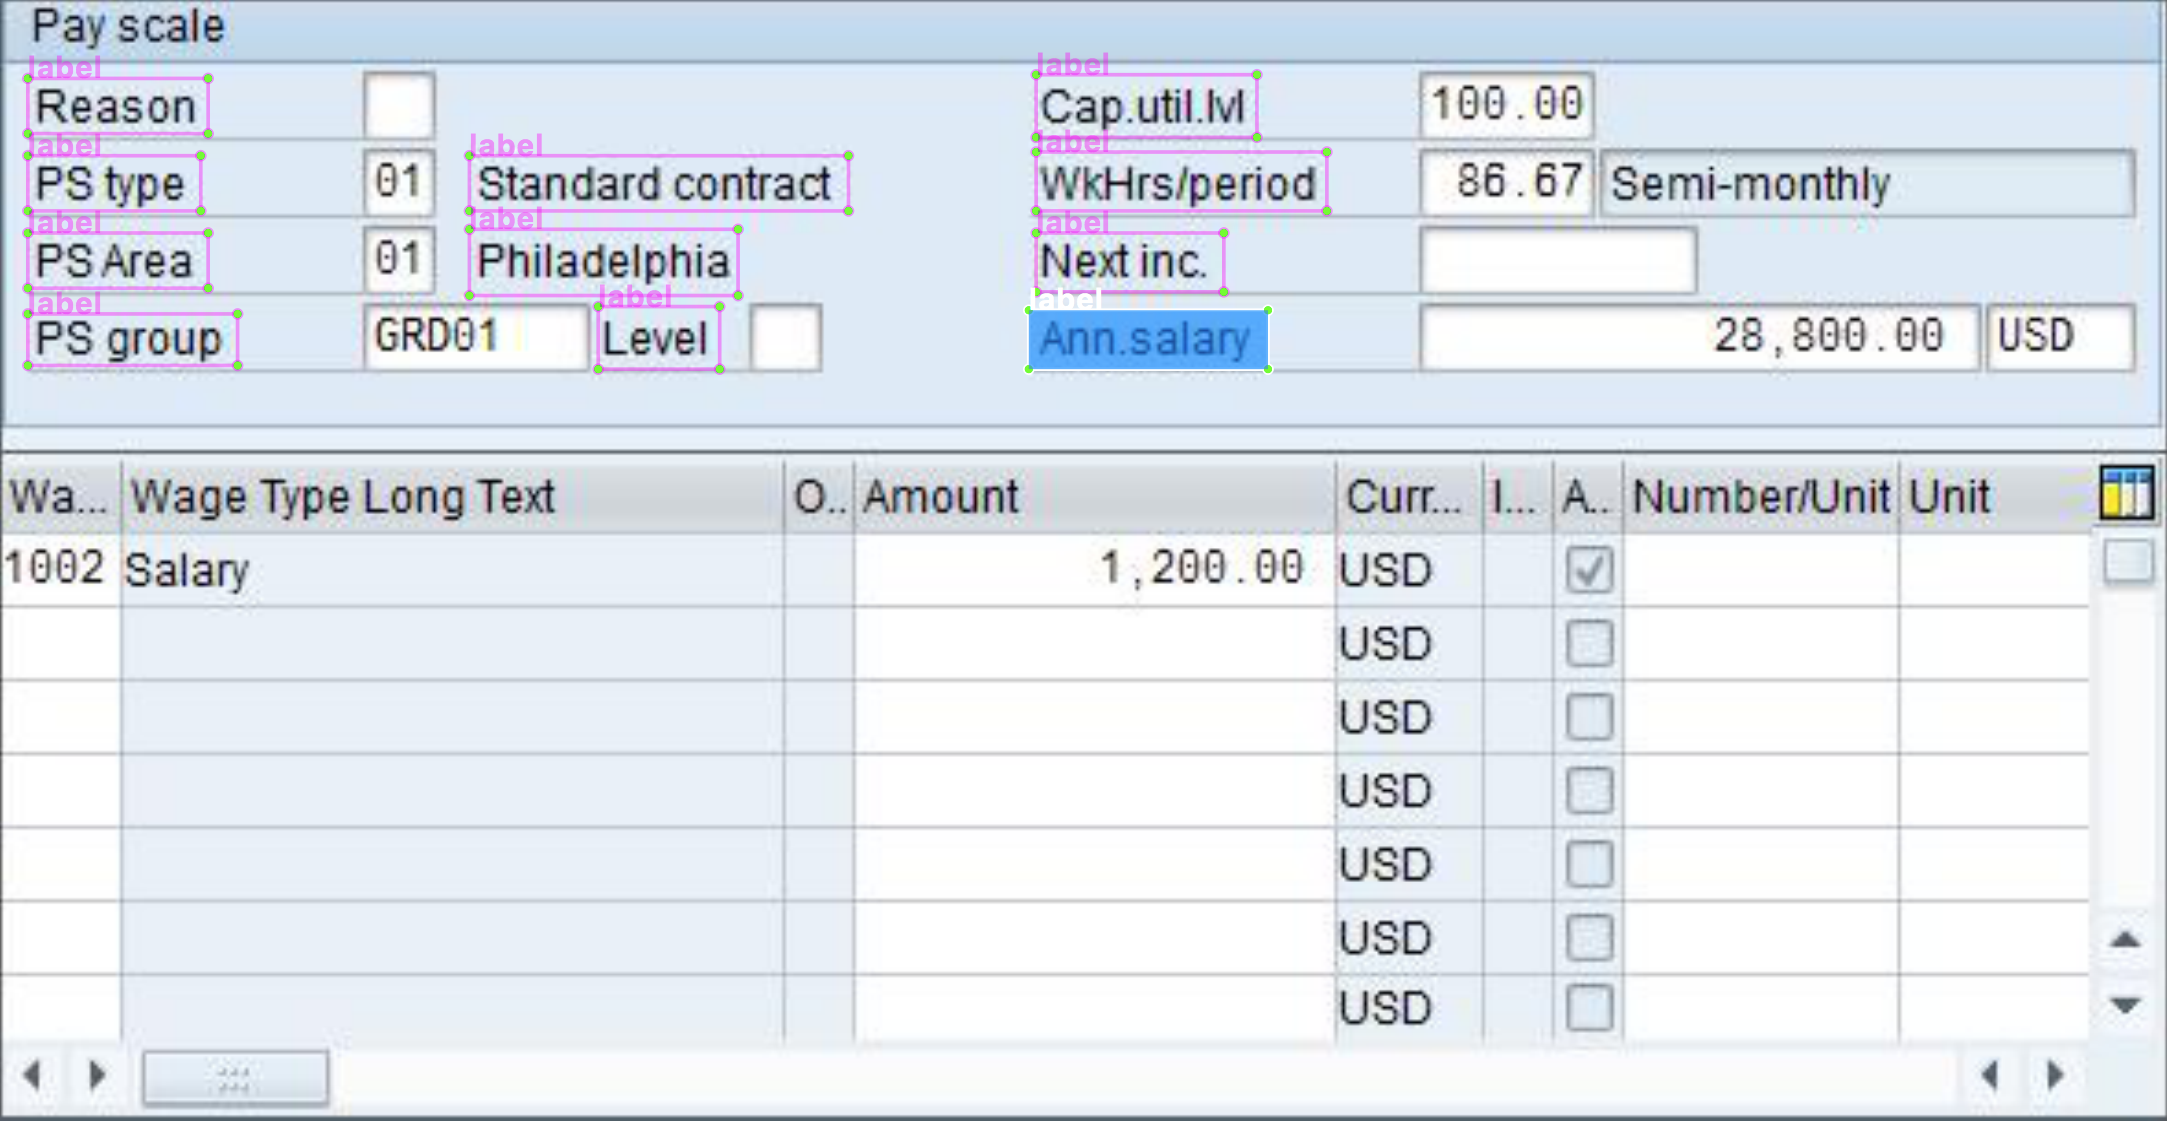 Pay scale
label label
Reason Cap.util.lvl 100.00
label label label
PS type 01 Standard contract WkHrs/period 86.67 Semi-monthly
label label label
PS Area 01 Philadelphia Next inc.
label label label
PS group GRD01 Level Ann.salary 28,800.00 USD
Wa... Wage Type Long Text O.. Amount Curr... I... A.. Number/Unit Unit
1002 Salary 1,200.00 USD
USD
USD
USD
USD
USD
USD